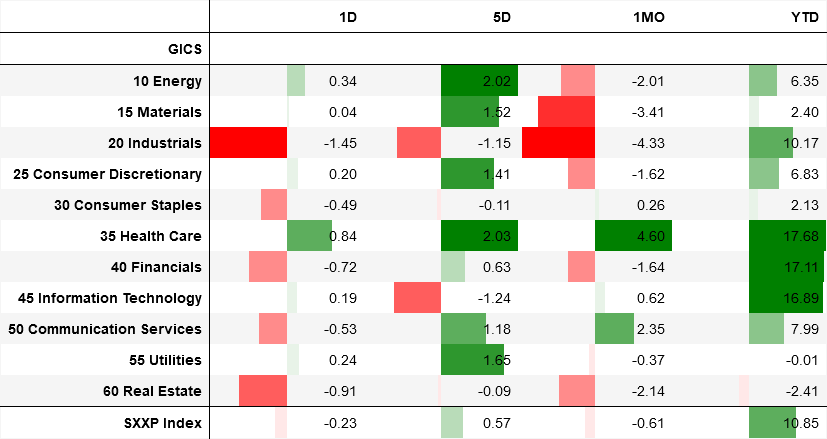 1D 5D 1MO YTD
GICS
10 Energy 0.34 2.02 -2.01 6.35
15 Materials 0.04 1.52 -3.41 2.40
20 Industrials -1.45 -1.15 -4.33 10.17
25 Consumer Discretionary 0.20 1.41 -1.62 6.83
30 Consumer Staples -0.49 -0.11 0.26 2.13
35 Health Care 0.84 2.03 4.60 17.68
40 Financials -0.72 0.63 -1.64 17.11
45 Information Technology 0.19 -1.24 0.62 16.89
50 Communication Services -0.53 1.18 2.35 7.99
55 Utilities 0.24 1.65 -0.37 -0.01
60 Real Estate -0.91 -0.09 -2.14 -2.41
SXXP Index -0.23 0.57 -0.61 10.85